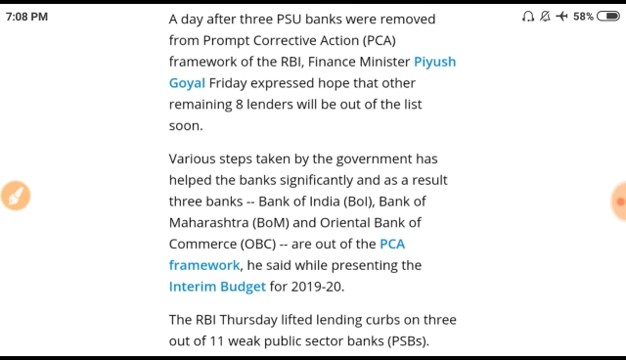 7:08 PM
58%
A day after three PSU banks were removed
from Prompt Corrective Action (PCA)
framework of the RBI, Finance Minister Piyush
Goyal Friday expressed hope that other
remaining 8 lenders will be out of the list
soon.
Various steps taken by the government has
helped the banks significantly and as a result
three banks -- Bank of India (BoI), Bank of
Maharashtra (BoM) and Oriental Bank of
Commerce (OBC) -- are out of the PCA
framework, he said while presenting the
Interim Budget for 2019-20.
The RBI Thursday lifted lending curbs on three
out of 11 weak public sector banks (PSBs).